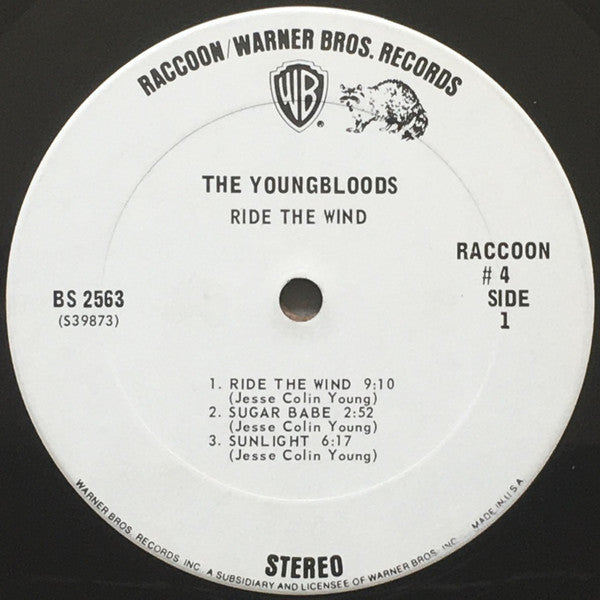 RACCOON/WARNER BROS. RECORDS
WB
®
THE YOUNGBLOODS
RIDE THE WIND
RACCOON
#4
BS 2563
SIDE
(S39873)
1
1. RIDE THE WIND 9:10
(Jesse Colin Young)
2. SUGAR BABE 2:52
(Jesse Colin Young)
3. SUNLIGHT 6:17
(Jesse Colin Young)
STEREO
WARNER BROS. RECORDS INC. A SUBSIDIARY AND LICENSEE OF WARNER BROS. INC. MADE IN U.S.A.